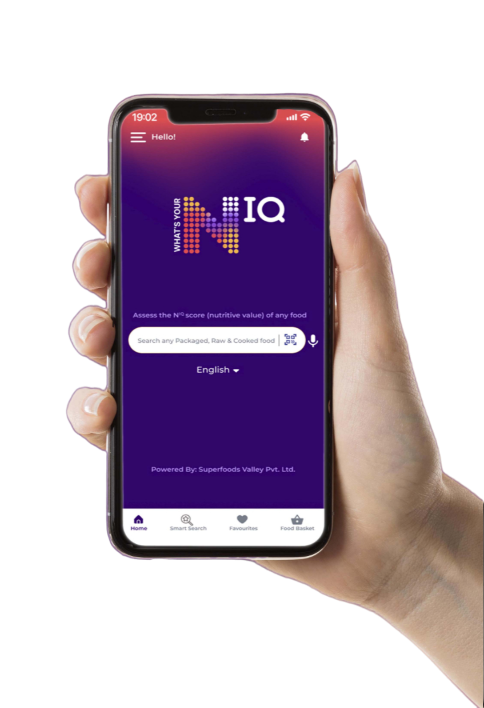 19:02
Hello!
WHAT'S YOUR
N IQ
Assess the Nᴵᵠ score (nutritive value) of any food
Search any Packaged, Raw & Cooked food
English
Powered By: Superfoods Valley Pvt. Ltd.
Home Smart Search Favourites Food Basket